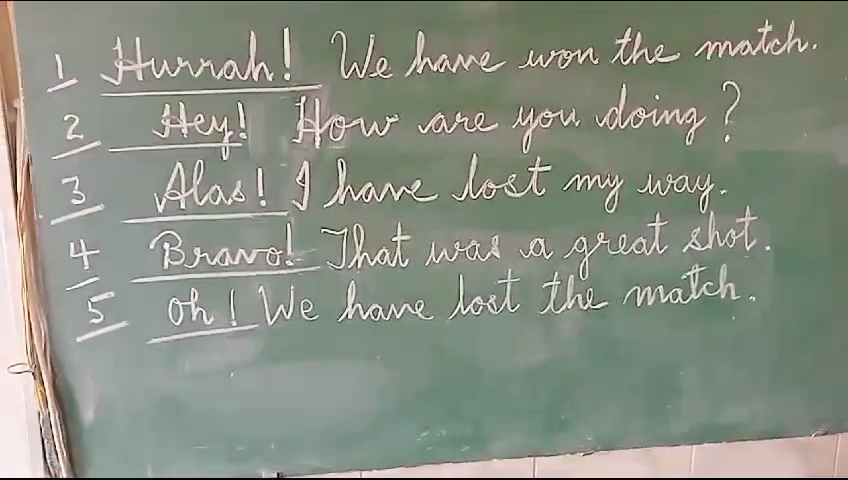 1 Hurrah! We have won the match.
2 Hey! How are you doing?
3 Alas! I have lost my way.
4 Bravo! That was a great shot.
5 Oh! We have lost the match.